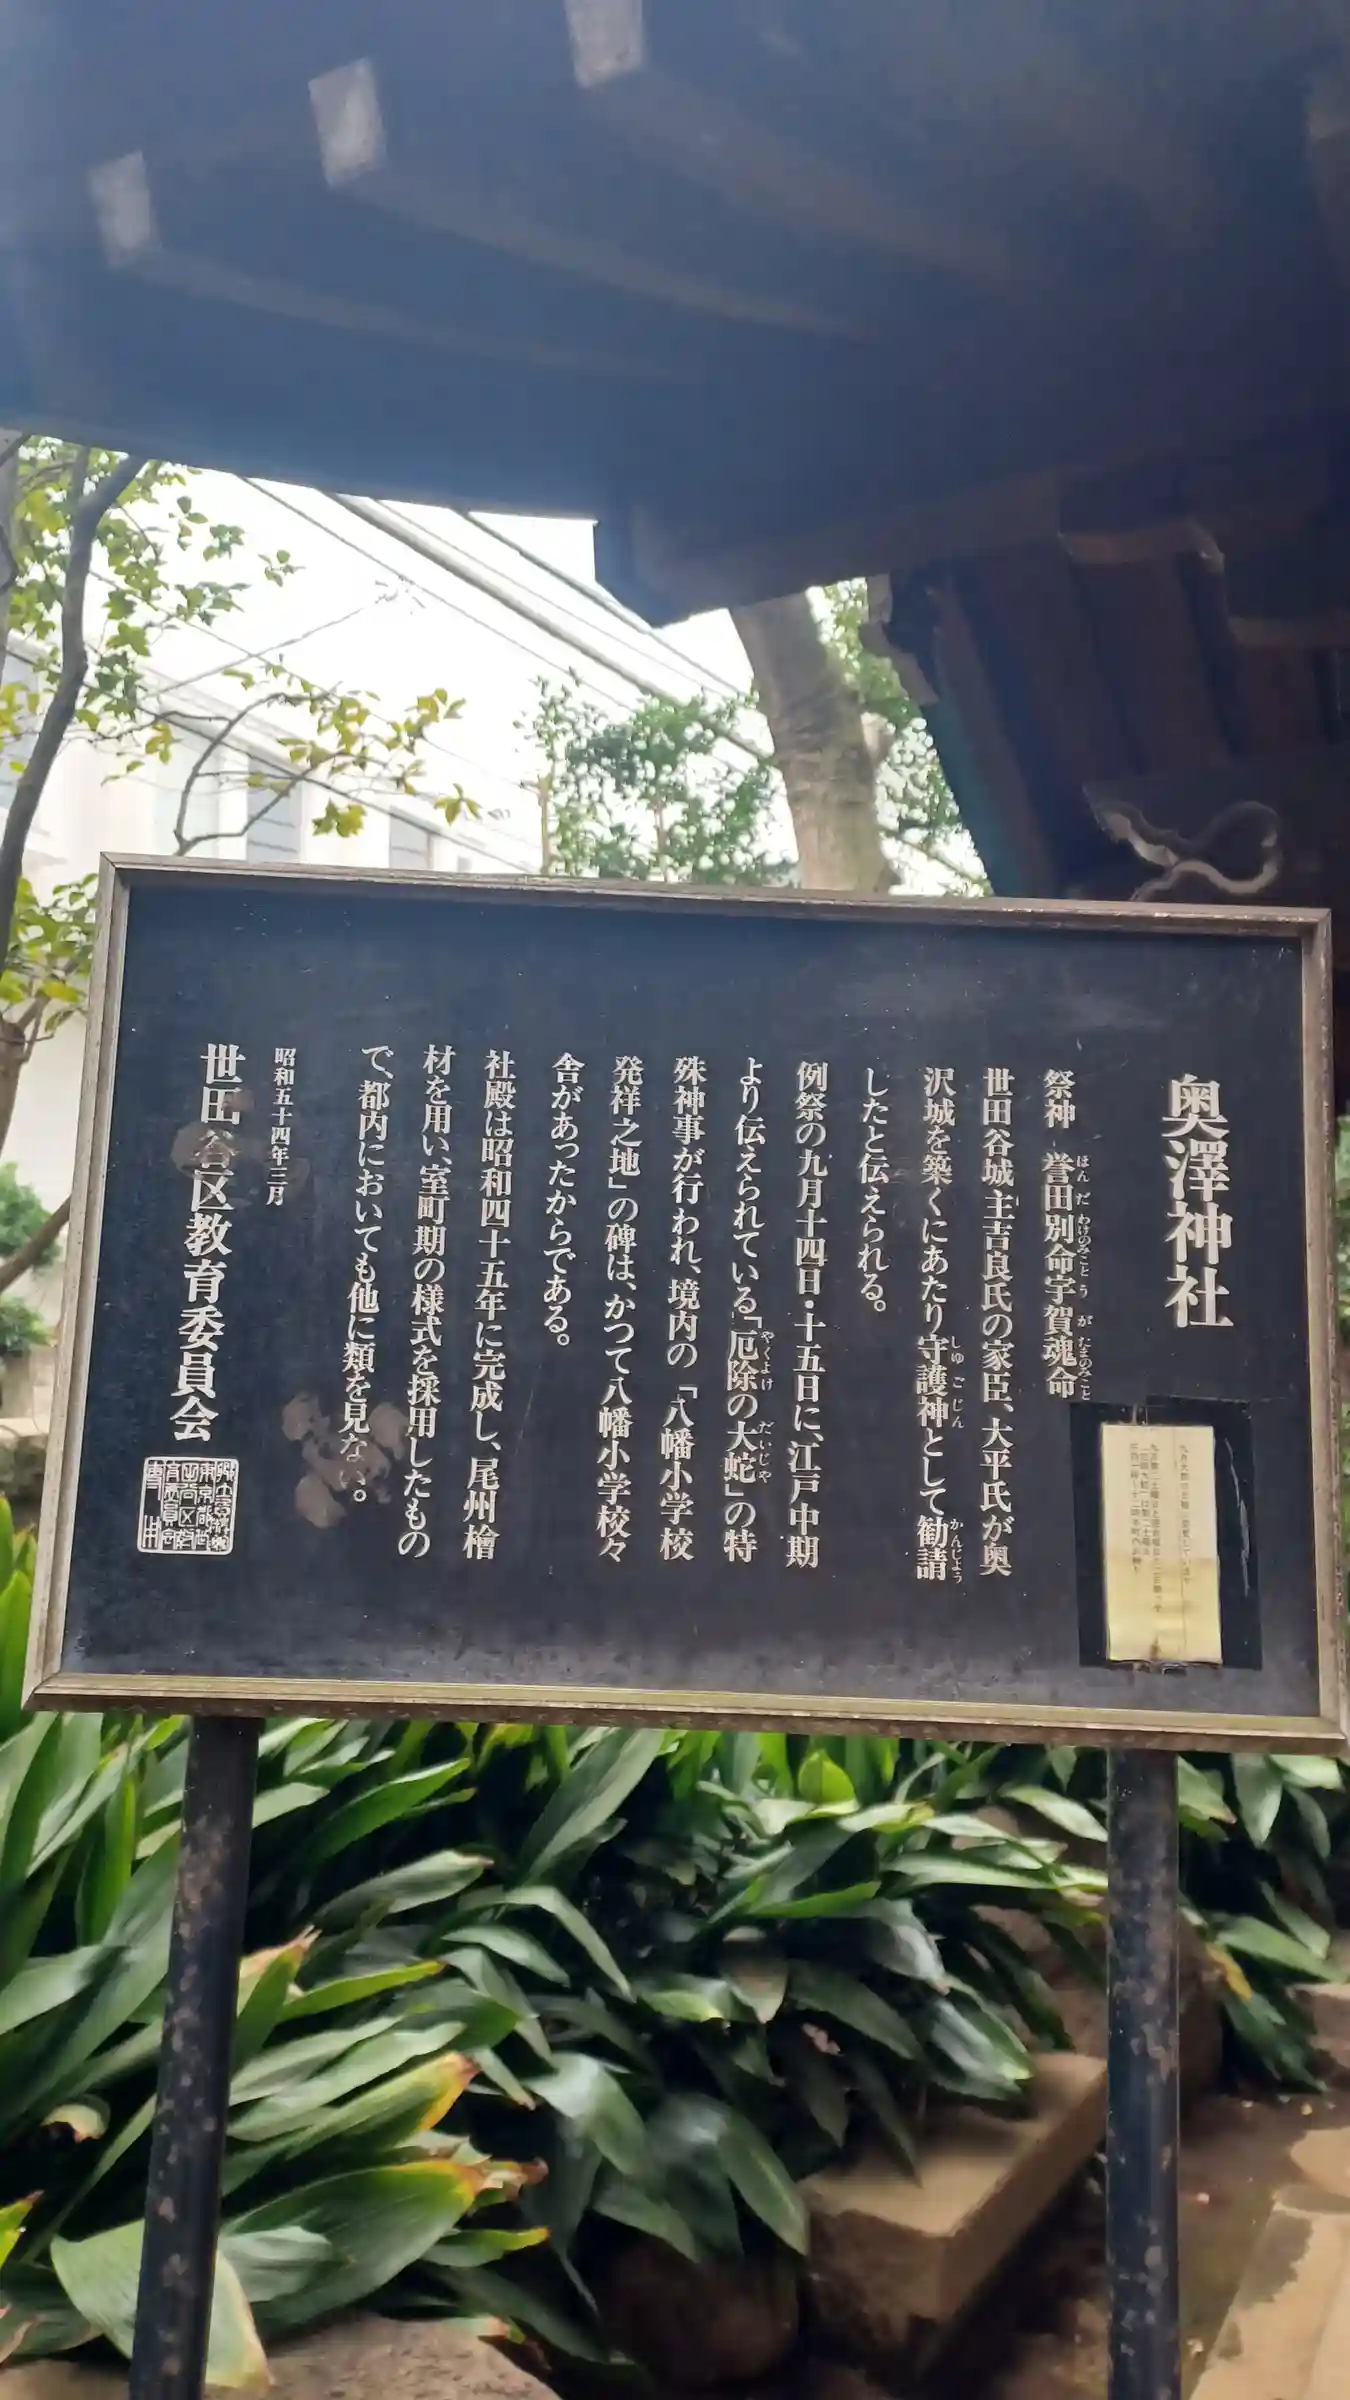 奥澤神社
祭神　誉田別命宇賀魂命
世田谷城主吉良氏の家臣、大平氏が奥
沢城を築くにあたり守護神として勧請
したと伝えられる。
例祭の九月十四日・十五日に、江戸中期
より伝えられている「厄除の大蛇」の特
殊神事が行われ、境内の「八幡小学校
発祥之地」の碑は、かつて八幡小学校々
舎があったからである。
社殿は昭和四十五年に完成し、尾州檜
材を用い、室町期の様式を採用したもの
で、都内においても他に類を見ない。
昭和五十四年三月
世田谷区教育委員会